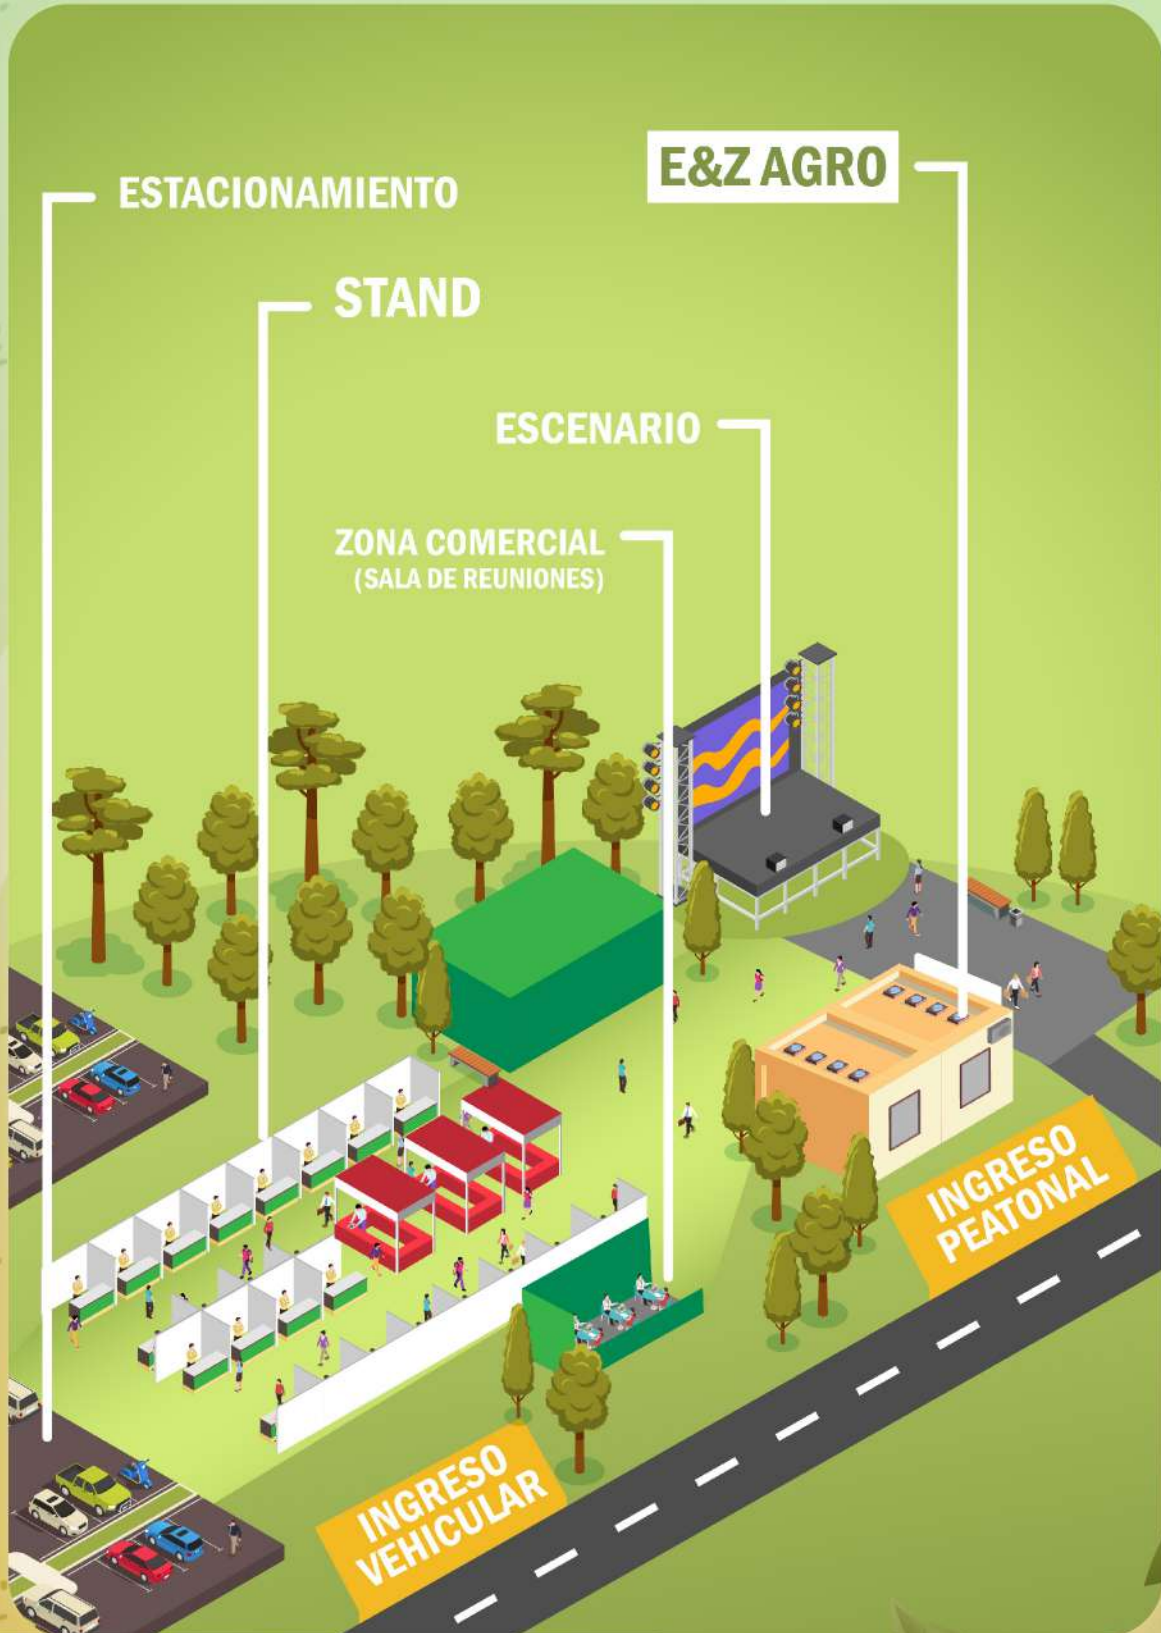 E&Z AGRO
ESTACIONAMIENTO
STAND
ESCENARIO
ZONA COMERCIAL
(SALA DE REUNIONES)
INGRESO
PEATONAL
INGRESO
VEHICULAR